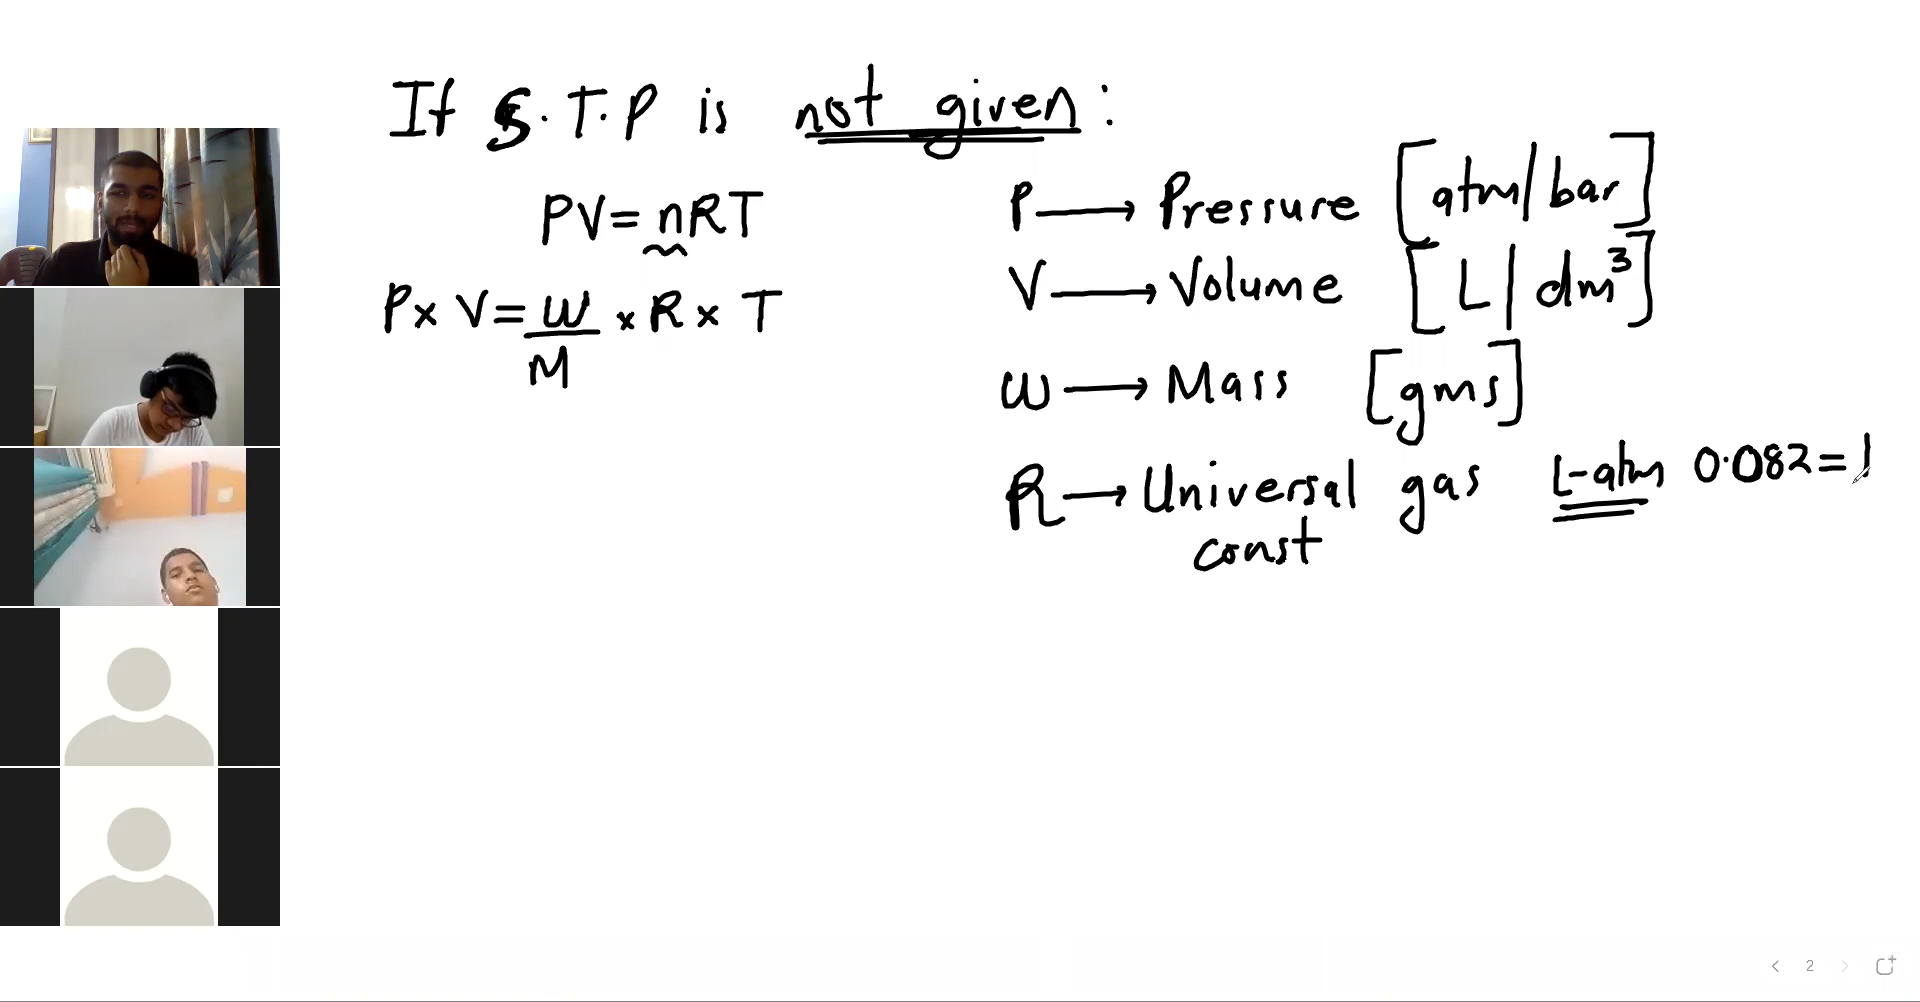 If S.T.P is not given:
PV = nRT
P x V = W/M x R x T
P → Pressure [atm/bar]
V → Volume [L/dm³]
W → Mass [gms]
R → Universal gas const L-atm 0.082 = 1
2